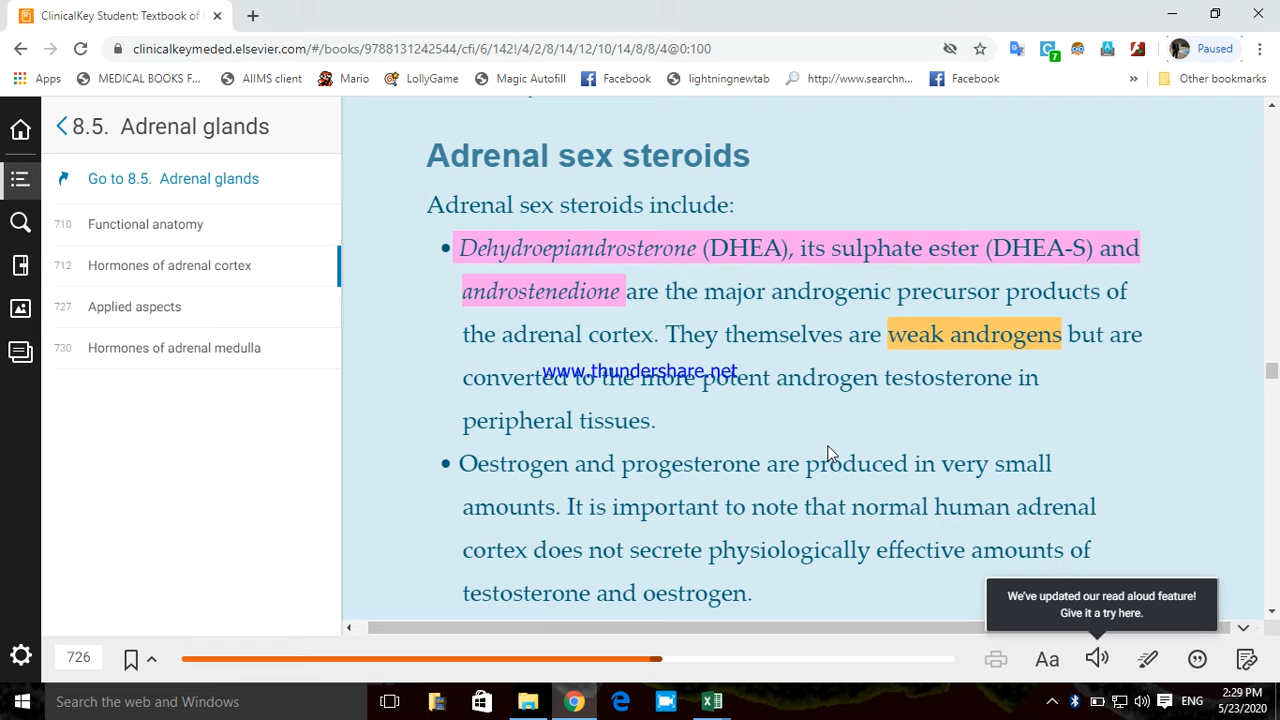 ClinicalKey Student: Textbook of
clinicalkeymeded.elsevier.com/#/books/9788131242544/cfi/6/142!/4/2/8/14/12/10/14/8/8/4@0:100
7
Paused
Apps
MEDICAL BOOKS F...
AIIMS client
Mario
LollyGame
Magic Autofill
Facebook
lightningnewtab
http://www.searchn...
Facebook
»
Other bookmarks
8.5. Adrenal glands
Go to 8.5. Adrenal glands
710 Functional anatomy
712 Hormones of adrenal cortex
727 Applied aspects
730 Hormones of adrenal medulla
Adrenal sex steroids
Adrenal sex steroids include:
• Dehydroepiandrosterone (DHEA), its sulphate ester (DHEA-S) and
androstenedione are the major androgenic precursor products of
the adrenal cortex. They themselves are weak androgens but are
converted to the more potent androgen testosterone in
www.thundershare.net
peripheral tissues.
• Oestrogen and progesterone are produced in very small
amounts. It is important to note that normal human adrenal
cortex does not secrete physiologically effective amounts of
testosterone and oestrogen.
We've updated our read aloud feature!
Give it a try here.
726
Aa
Search the web and Windows
ENG
2:29 PM
5/23/2020